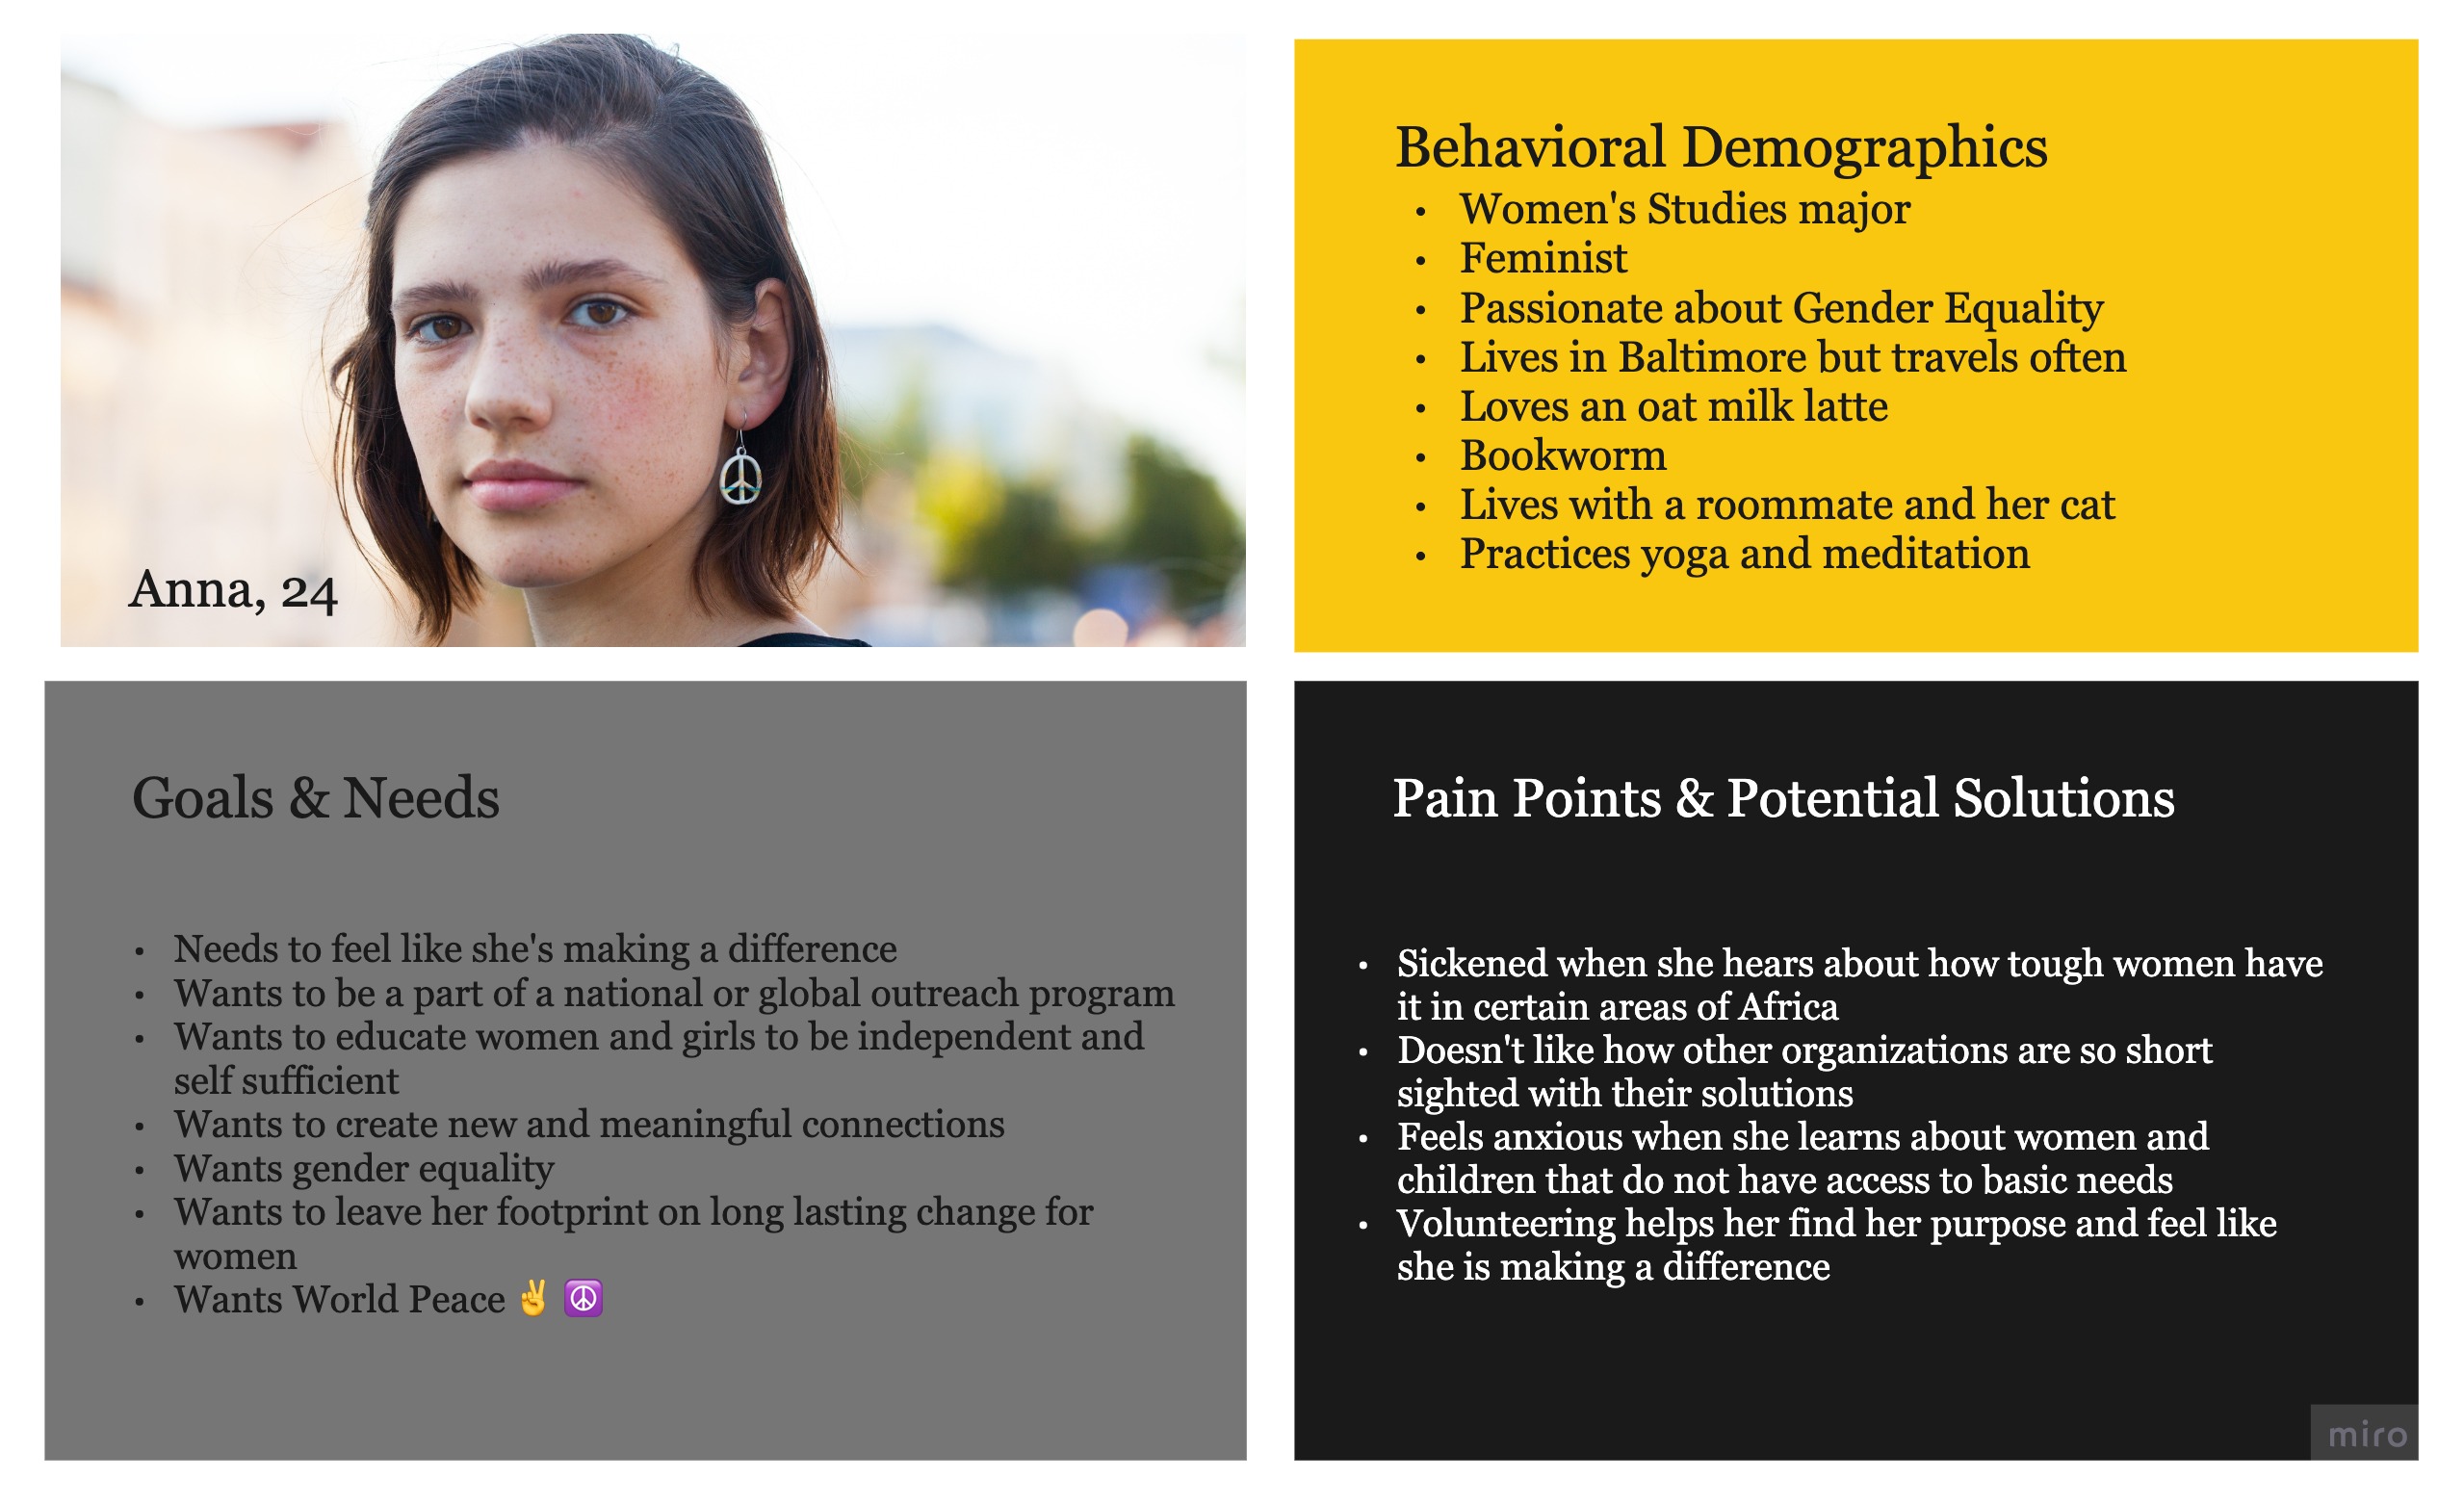 Anna, 24
Behavioral Demographics
• Women's Studies major
• Feminist
• Passionate about Gender Equality
• Lives in Baltimore but travels often
• Loves an oat milk latte
• Bookworm
• Lives with a roommate and her cat
• Practices yoga and meditation
Goals & Needs
• Needs to feel like she's making a difference
• Wants to be a part of a national or global outreach program
• Wants to educate women and girls to be independent and
self sufficient
• Wants to create new and meaningful connections
• Wants gender equality
• Wants to leave her footprint on long lasting change for
women
• Wants World Peace ✌️ ☮️
Pain Points & Potential Solutions
• Sickened when she hears about how tough women have
it in certain areas of Africa
• Doesn't like how other organizations are so short
sighted with their solutions
• Feels anxious when she learns about women and
children that do not have access to basic needs
• Volunteering helps her find her purpose and feel like
she is making a difference
miro